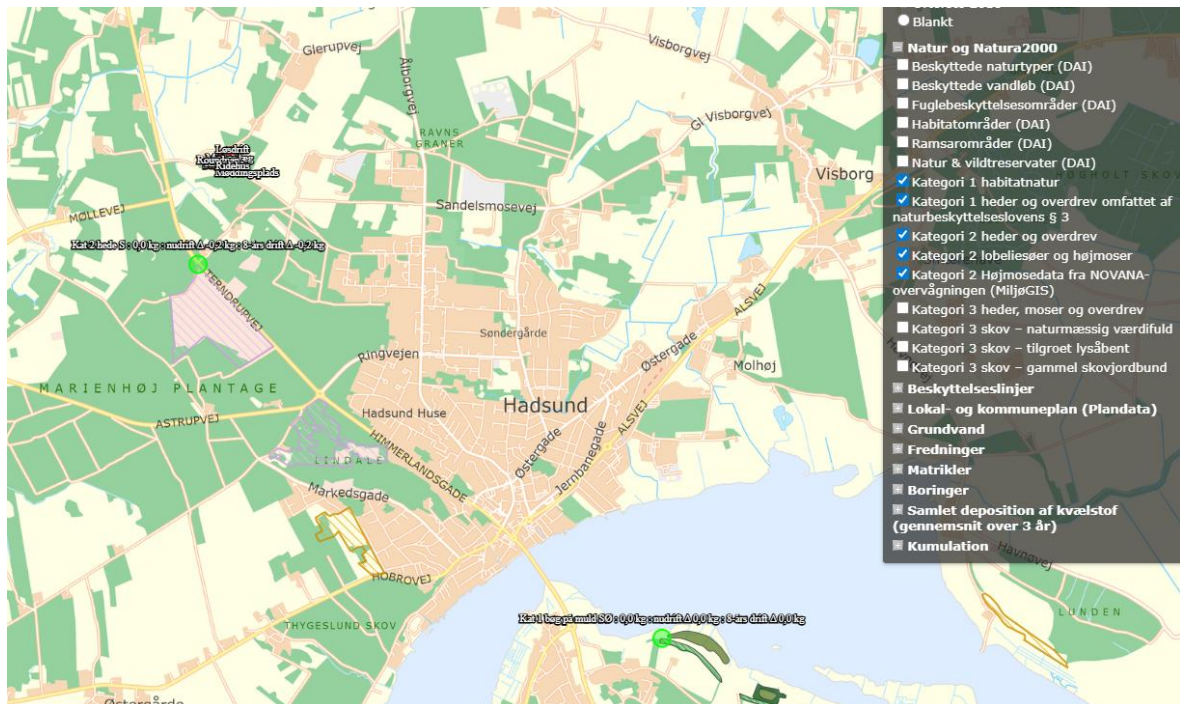 Blankt
Natur og Natura2000
Beskyttede naturtyper (DAI)
Beskyttede vandløb (DAI)
Fuglebeskyttelsesområder (DAI)
Habitatområder (DAI)
Ramsarområder (DAI)
Natur & vildtreservater (DAI)
Kategori 1 habitatnatur
Kategori 1 heder og overdrev omfattet af
naturbeskyttelseslovens § 3
Kategori 2 heder og overdrev
Kategori 2 lobeliesøer og højmoser
Kategori 2 Højmosedata fra NOVANA-
overvågningen (MiljøGIS)
Kategori 3 heder, moser og overdrev
Kategori 3 skov – naturmæssig værdifuld
Kategori 3 skov – tilgroet lysåbent
Kategori 3 skov – gammel skovjordbund
Beskyttelseslinjer
Lokal- og kommuneplan (Plandata)
Grundvand
Fredninger
Matrikler
Boringer
Samlet deposition af kvælstof
(gennemsnit over 3 år)
Kumulation
Glerupvej
Ålborgvej
Visborgvej
Gl Visborgvej
RAVNS
GRANER
Visborg
HØGHOLT SKOV
Løsdrift
Ridehus
Møddingsplads
Sandelsmosevej
MØLLEVEJ
Kat 2 hede S : 0,0 kg : nudrift Δ -0,2 kg : 8-års drift Δ -0,2 kg
TERNDRUPVEJ
ALSVEJ
Søndergårde
Ringvejen
Østergade
Molhøj
MARIENHØJ PLANTAGE
ASTRUPVEJ
Hadsund Huse
Hadsund
HIMMERLANDSGADE
LINDALE
Østergade
ALSVEJ
Jernbanegade
Markedsgade
HOBROVEJ
THYGESLUND SKOV
Kat 1 bøg på muld SØ : 0,0 kg : nudrift Δ 0,0 kg : 8-års drift Δ 0,0 kg
Havnøvej
LUNDEN
Østergårde